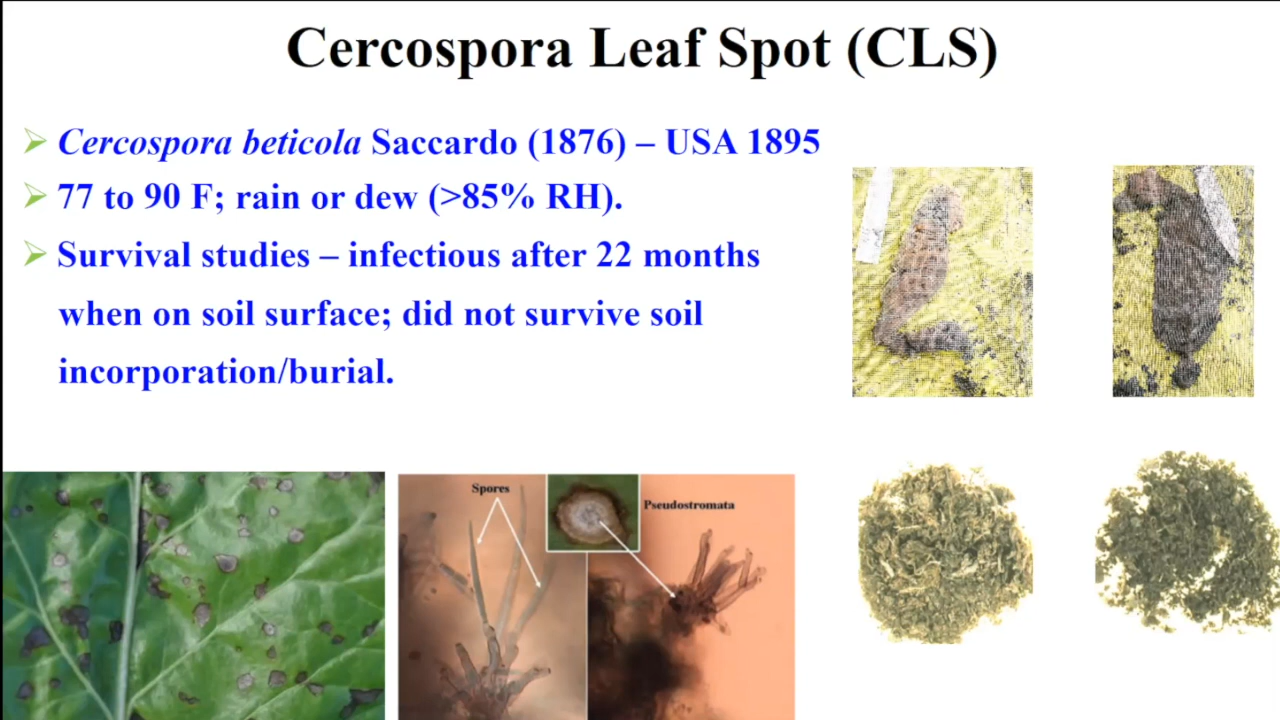 Cercospora Leaf Spot (CLS)
Cercospora beticola Saccardo (1876) – USA 1895
77 to 90 F; rain or dew (>85% RH).
Survival studies – infectious after 22 months
when on soil surface; did not survive soil
incorporation/burial.
Spores
Pseudostromata